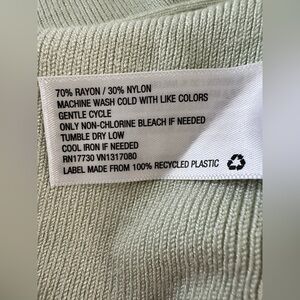 70% RAYON / 30% NYLON
MACHINE WASH COLD WITH LIKE COLORS
GENTLE CYCLE
ONLY NON-CHLORINE BLEACH IF NEEDED
TUMBLE DRY LOW
COOL IRON IF NEEDED
RN17730 VN1317080
LABEL MADE FROM 100% RECYCLED PLASTIC